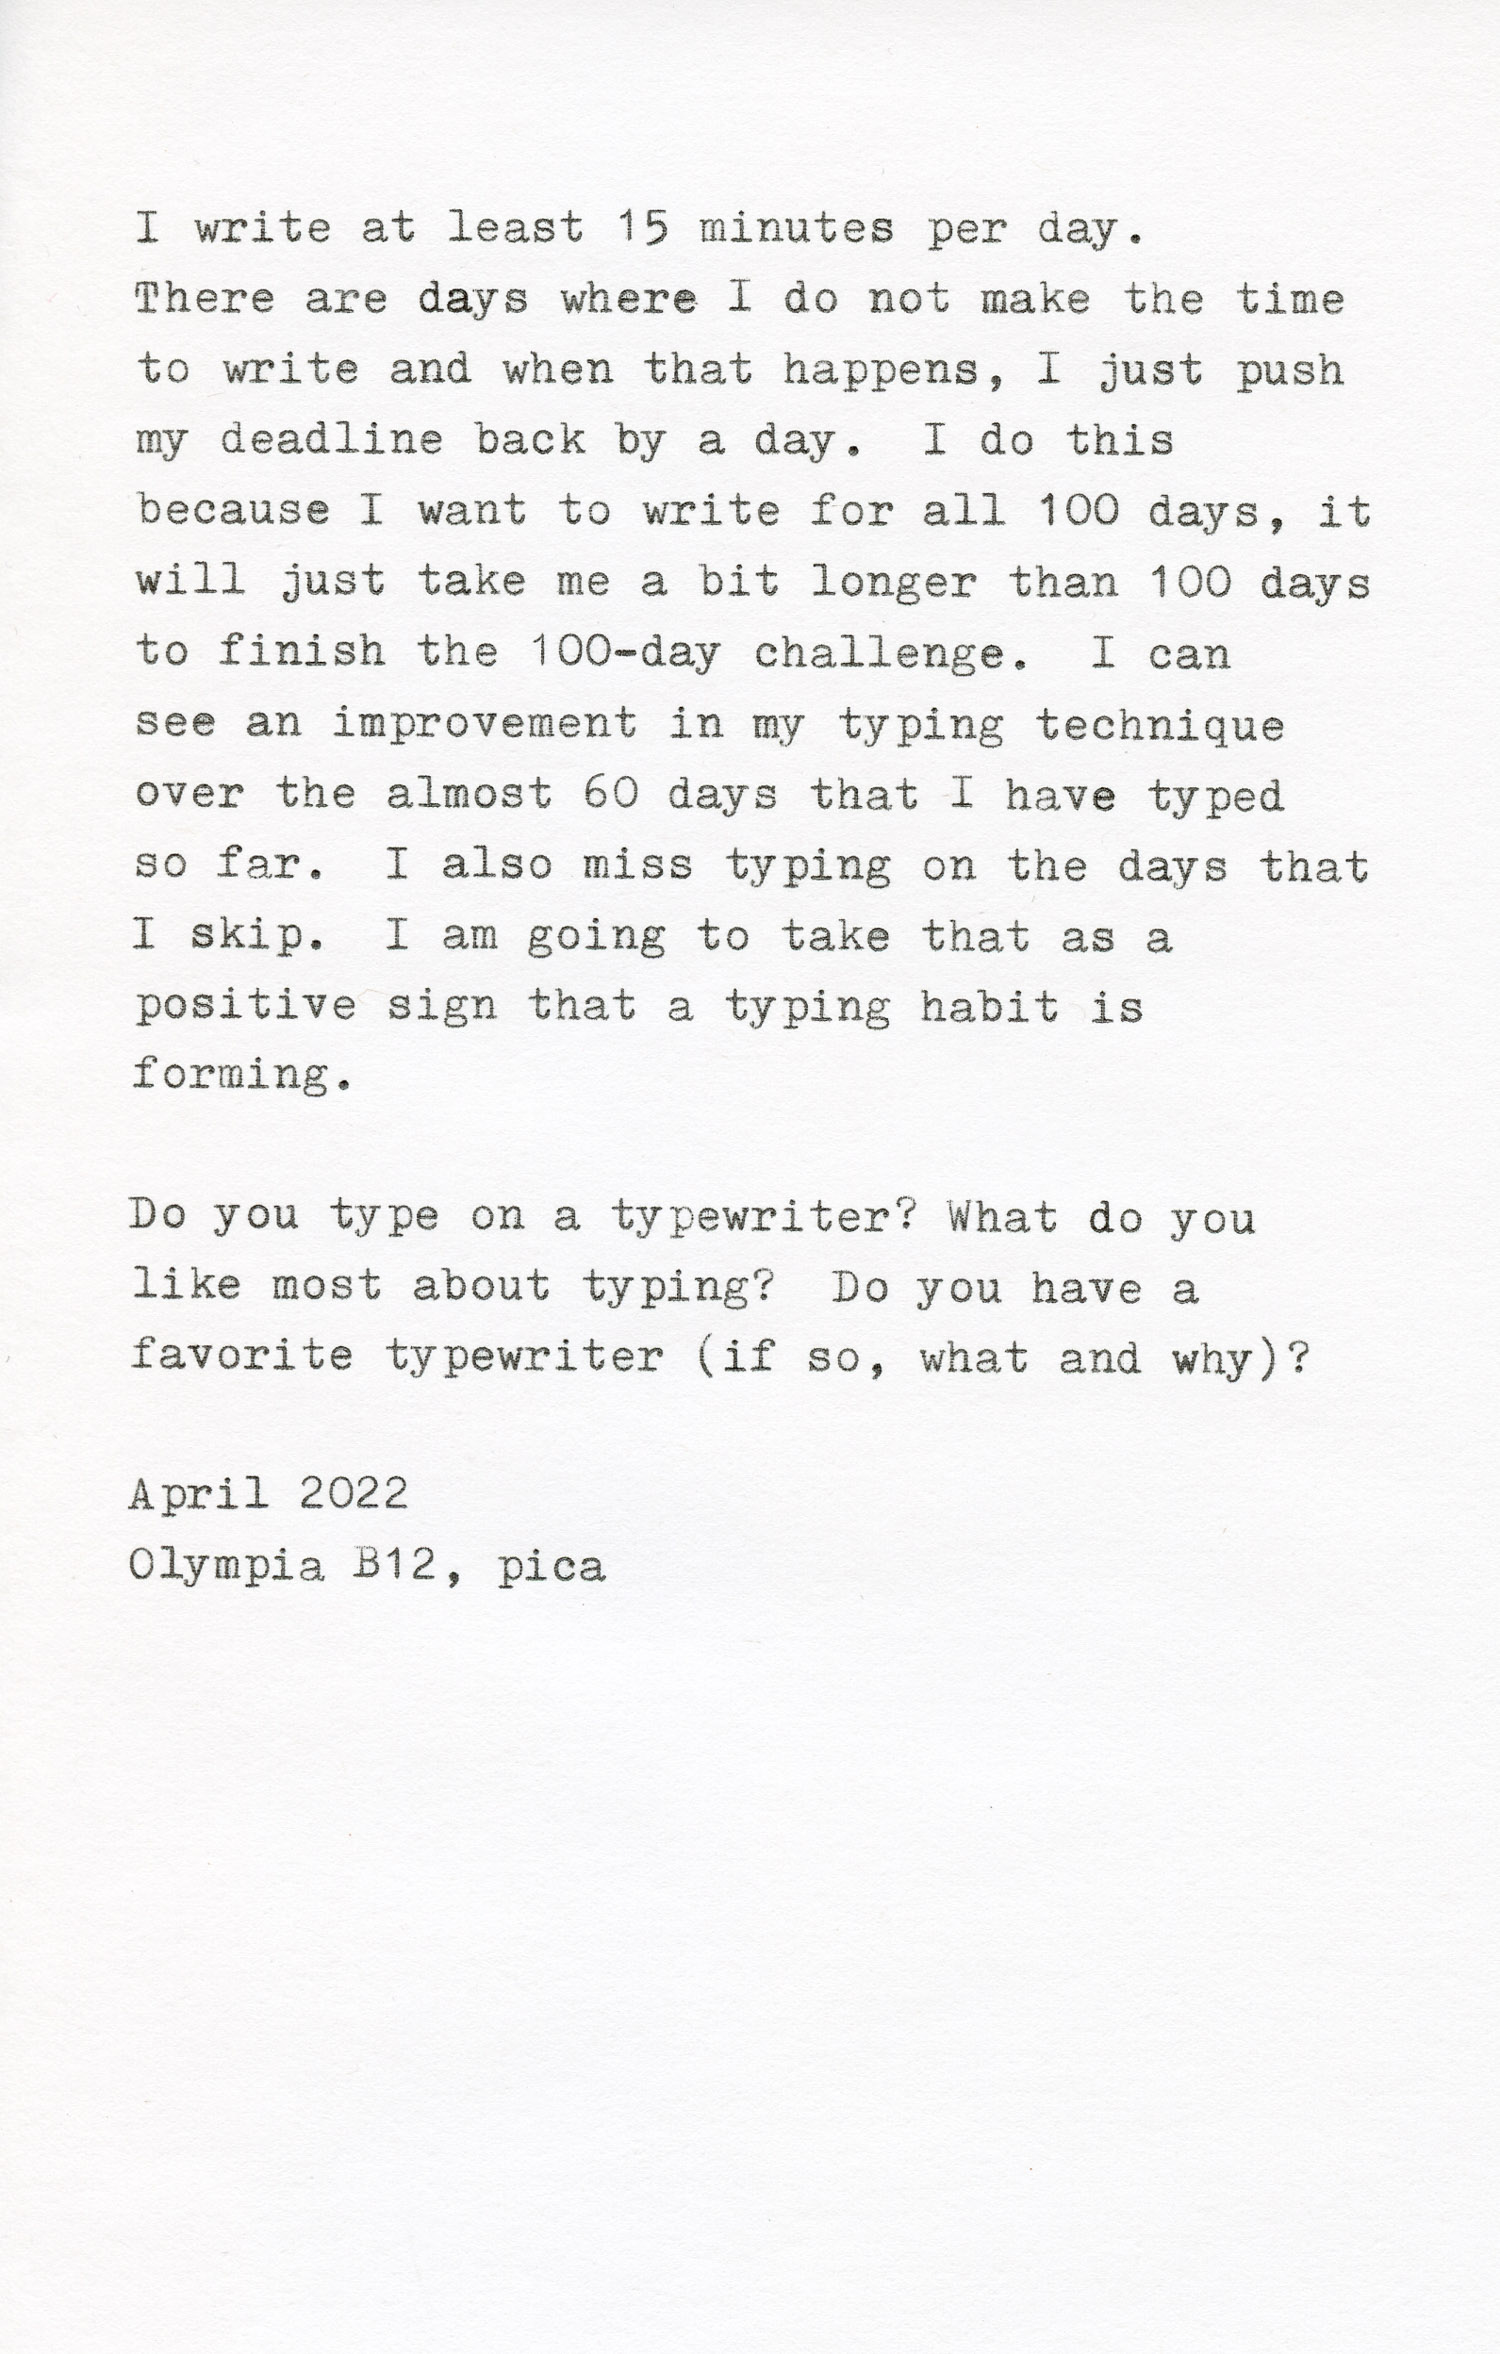 I write at least 15 minutes per day.
There are days where I do not make the time
to write and when that happens, I just push
my deadline back by a day.  I do this
because I want to write for all 100 days, it
will just take me a bit longer than 100 days
to finish the 100-day challenge.  I can
see an improvement in my typing technique
over the almost 60 days that I have typed
so far.  I also miss typing on the days that
I skip.  I am going to take that as a
positive sign that a typing habit is
forming.

Do you type on a typewriter? What do you
like most about typing?  Do you have a
favorite typewriter (if so, what and why)?

April 2022
Olympia B12, pica